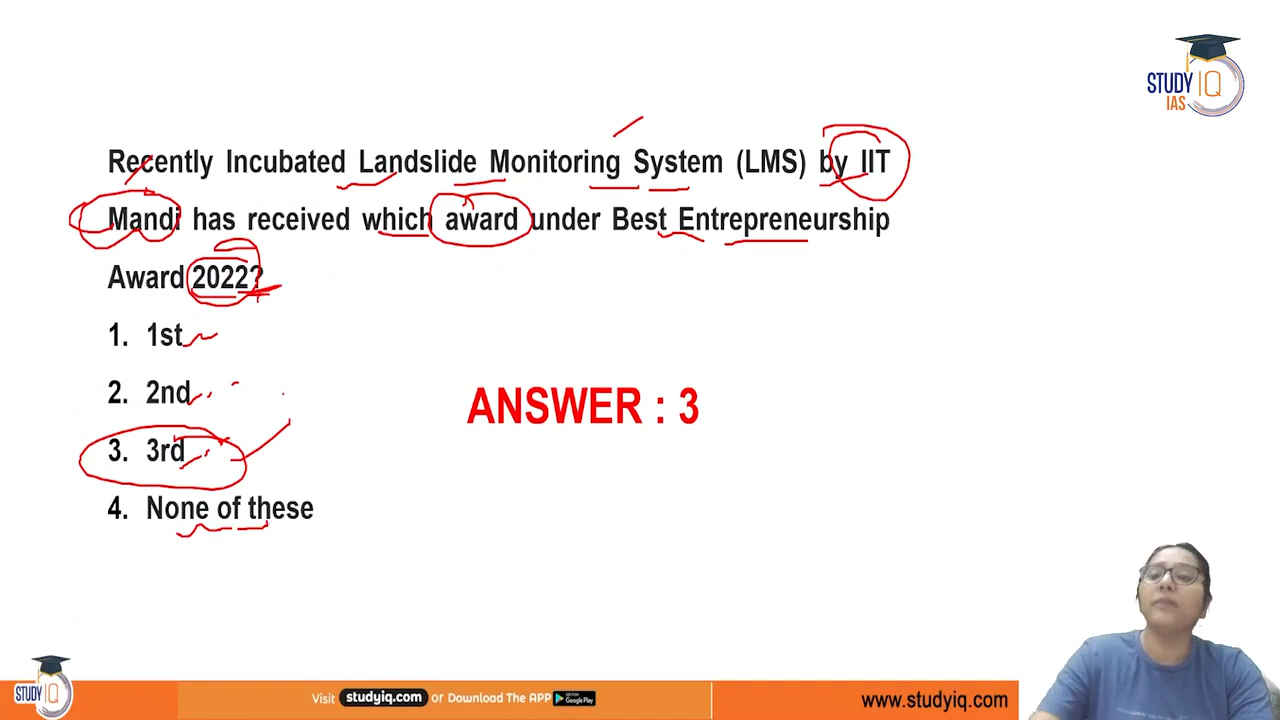 STUDY IQ
IAS
Recently Incubated Landslide Monitoring System (LMS) by IIT
Mandi has received which award under Best Entrepreneurship
Award 2022?
1. 1st
2. 2nd
3. 3rd
4. None of these
ANSWER : 3
STUDY IQ
Visit studyiq.com or Download The APP Google Play
www.studyiq.com